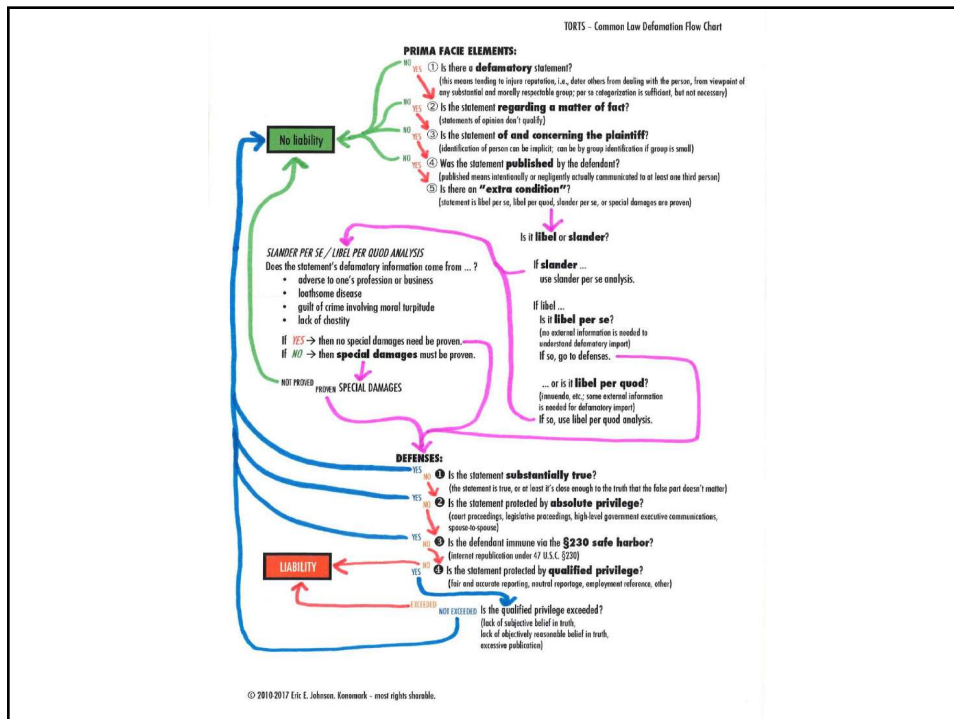 TORTS – Common Law Defamation Flow Chart
PRIMA FACIE ELEMENTS:
NO YES ① Is there a defamatory statement?
(this means tending to injure reputation, i.e., deter others from dealing with the person, from viewpoint of
any substantial and morally respectable group; per se categorization is sufficient, but not necessary)
NO YES ② Is the statement regarding a matter of fact?
(statements of opinion don't qualify)
NO YES ③ Is the statement of and concerning the plaintiff?
(identification of person can be implicit; can be by group identification if group is small)
NO YES ④ Was the statement published by the defendant?
(published means intentionally or negligently actually communicated to at least one third person)
⑤ Is there an "extra condition"?
(statement is libel per se, libel per quod, slander per se, or special damages are proven)
No liability
Is it libel or slander?
If slander ...
use slander per se analysis.
If libel ...
Is it libel per se?
(no external information is needed to
understand defamatory import)
If so, go to defenses.
... or is it libel per quod?
(innuendo, etc.; some external information
is needed for defamatory import)
If so, use libel per quod analysis.
SLANDER PER SE / LIBEL PER QUOD ANALYSIS
Does the statement's defamatory information come from ... ?
• adverse to one's profession or business
• loathsome disease
• guilt of crime involving moral turpitude
• lack of chastity
If YES → then no special damages need be proven.
If NO → then special damages must be proven.
NOT PROVED PROVEN SPECIAL DAMAGES
DEFENSES:
YES NO ❶ Is the statement substantially true?
(the statement is true, or at least it's close enough to the truth that the false part doesn't matter)
YES NO ❷ Is the statement protected by absolute privilege?
(court proceedings, legislative proceedings, high-level government executive communications,
spouse-to-spouse)
YES NO ❸ Is the defendant immune via the §230 safe harbor?
(internet republication under 47 U.S.C. §230)
YES NO ❹ Is the statement protected by qualified privilege?
(fair and accurate reporting, neutral reportage, employment reference, other)
LIABILITY
EXCEEDED NOT EXCEEDED Is the qualified privilege exceeded?
(lack of subjective belief in truth,
lack of objectively reasonable belief in truth,
excessive publication)
© 2010-2017 Eric E. Johnson. Konomark – most rights sharable.